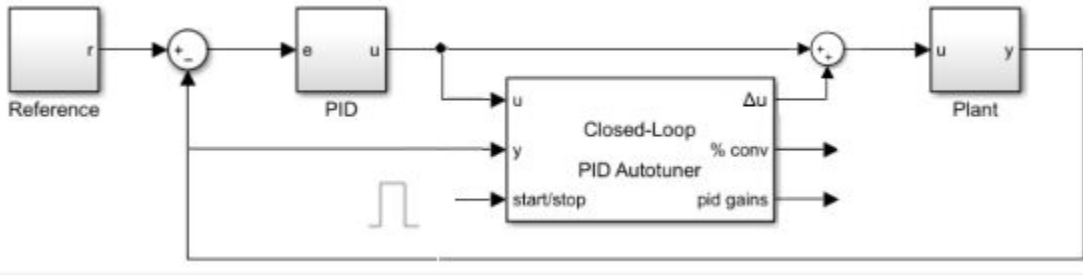 r
Reference
+
−
e
u
PID
u
y
start/stop
Closed-Loop
PID Autotuner
Δu
% conv
pid gains
+
+
u
y
Plant